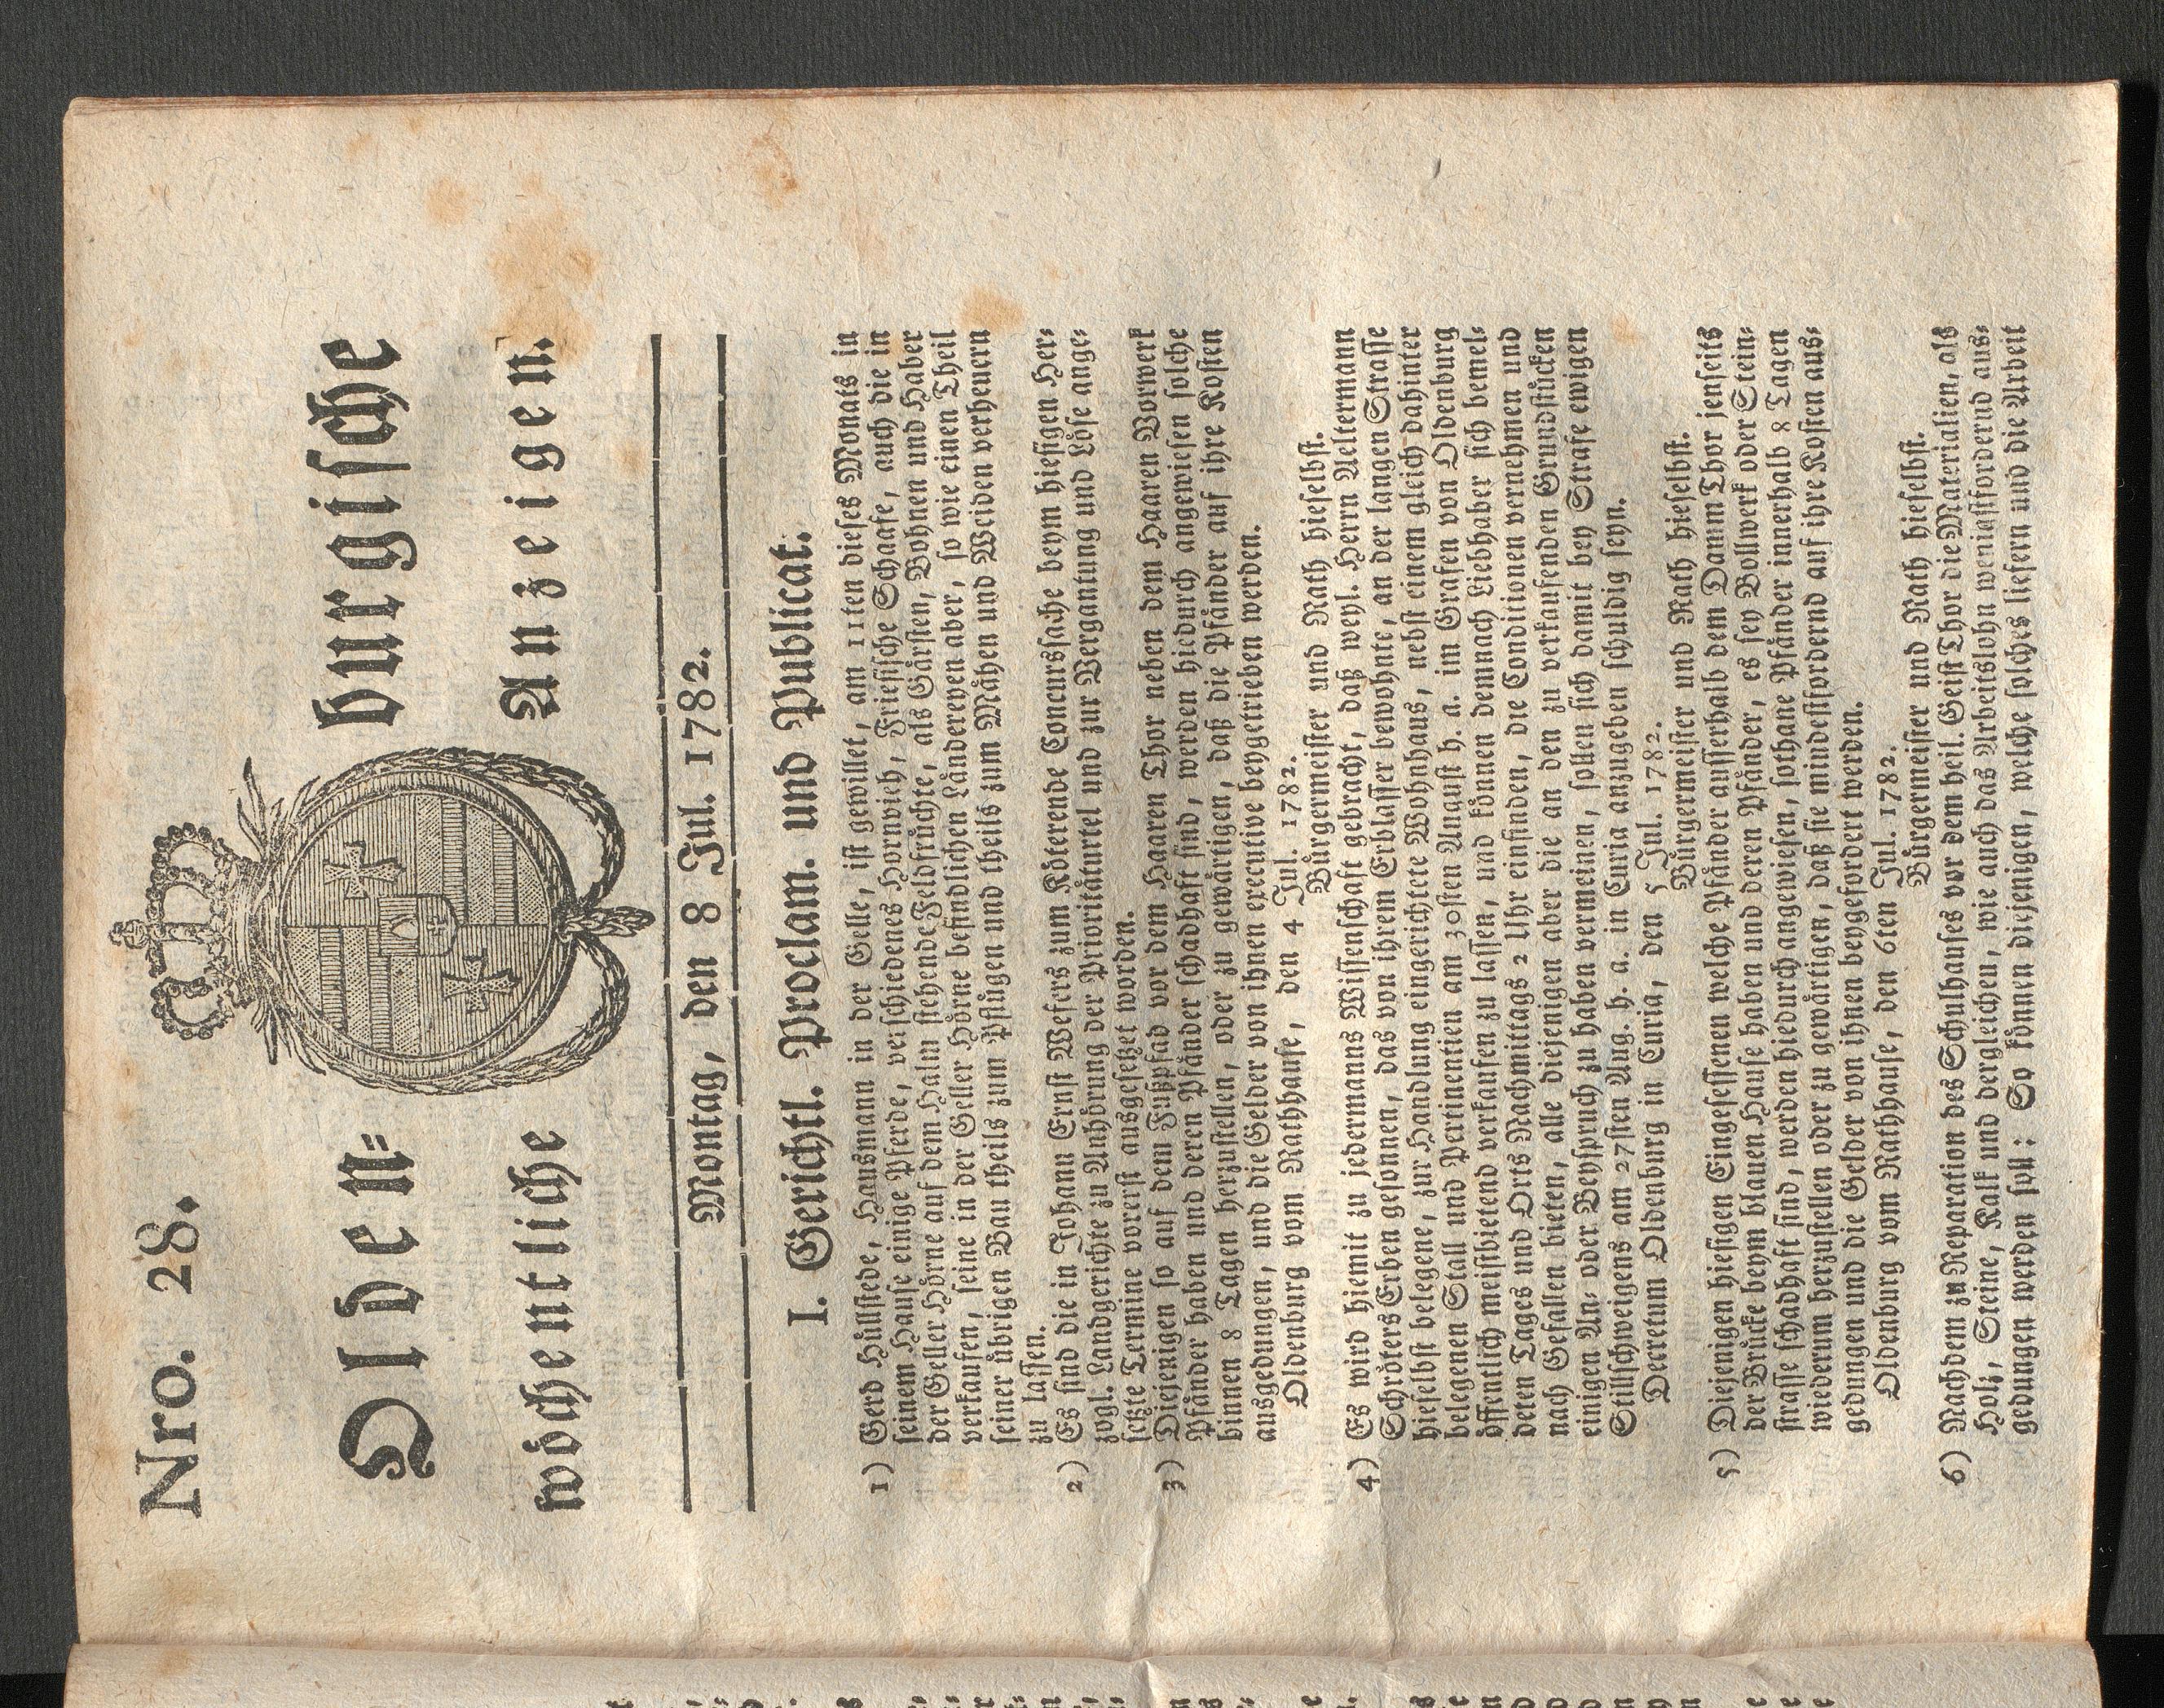 Nro. 28.
Olden- burgische
wöchentliche Anzeigen.
Montag, den 8 Jul. 1782.
I. Gerichtl. Proclam. und Publicat.
1) Gerd Hüllstede, Hausmann in der Gelle, ist gewillet, am 11ten dieses Monats in
seinem Hause einige Pferde, verschiedenes Hornvieh, Friesische Schaafe, auch die in
der Geller Hörne auf dem Halm stehende Feldfrüchte, als Gärsten, Bohnen und Haber
verkaufen, seine in der Geller Hörne befindlichen Ländereyen aber, so wie einen Theil
seiner übrigen Bau theils zum Pflügen und theils zum Mähen und Weiden verheuern
zu lassen.
2) Es sind die in Johann Ernst Wefers zum Köterende Concurssache beym hiesigen Her-
zogl. Landgerichte zu Anhörung der Prioritäturtel und zur Vergantung und Löse ange-
setzte Termine vorerst ausgesetzet worden.
3) Diejenigen so auf dem Fußpfad vor dem Haaren Thor neben dem Haaren Vorwerk
Pfänder haben und deren Pfänder schadhaft sind, werden hiedurch angewiesen solche
binnen 8 Tagen herzustellen, oder zu gewärtigen, daß die Pfänder auf ihre Kosten
ausgedungen, und die Gelder von ihnen executive beygetrieben werden.
Oldenburg vom Rathhause, den 4 Jul. 1782.
Bürgermeister und Rath hieselbst.
4) Es wird hiemit zu jedermanns Wissenschaft gebracht, daß weyl. Herrn Aeltermann
Schröters Erben gesonnen, das von ihrem Erblasser bewohnte, an der langen Strasse
hieselbst belegene, zur Handlung eingerichtete Wohnhaus, nebst einem gleich dahinter
belegenen Stall und Pertinentien am 30sten August h. a. im Grafen von Oldenburg
öffentlich meistbietend verkaufen zu lassen, und können demnach Liebhaber sich bemel-
deten Tages und Orts Nachmittags 2 Uhr einfinden, die Conditionen vernehmen und
nach Gefallen bieten, alle diejenigen aber die an den zu verkaufenden Grundstücken
einigen An- oder Beyspruch zu haben vermeinen, sollen sich damit bey Strafe ewigen
Stillschweigens am 27sten Aug. h. a. in Curia anzugeben schuldig seyn.
Decretum Oldenburg in Curia, den 5 Jul. 1782.
Bürgermeister und Rath hieselbst.
5) Diejenigen hiesigen Eingesessenen welche Pfänder ausserhalb dem Damm Thor jenseits
der Brücke beym blauen Hause haben und deren Pfänder, es sey Bollwerk oder Stein-
strasse schadhaft sind, werden hiedurch angewiesen, sothane Pfänder innerhalb 8 Tagen
wiederum herzustellen oder zu gewärtigen, daß sie mindestfordernd auf ihre Kosten aus-
gedungen und die Gelder von ihnen beygefordert werden.
Oldenburg vom Rathhause, den 6ten Jul. 1782.
Bürgermeister und Rath hieselbst.
6) Nachdem zu Reparation des Schulhauses vor dem heil. Geist Thor die Materialien, als
Holz, Steine, Kalk und dergleichen, wie auch das Arbeitslohn wenigstfordernd aus-
gedungen werden soll: So können diejenigen, welche solches liefern und die Arbeit